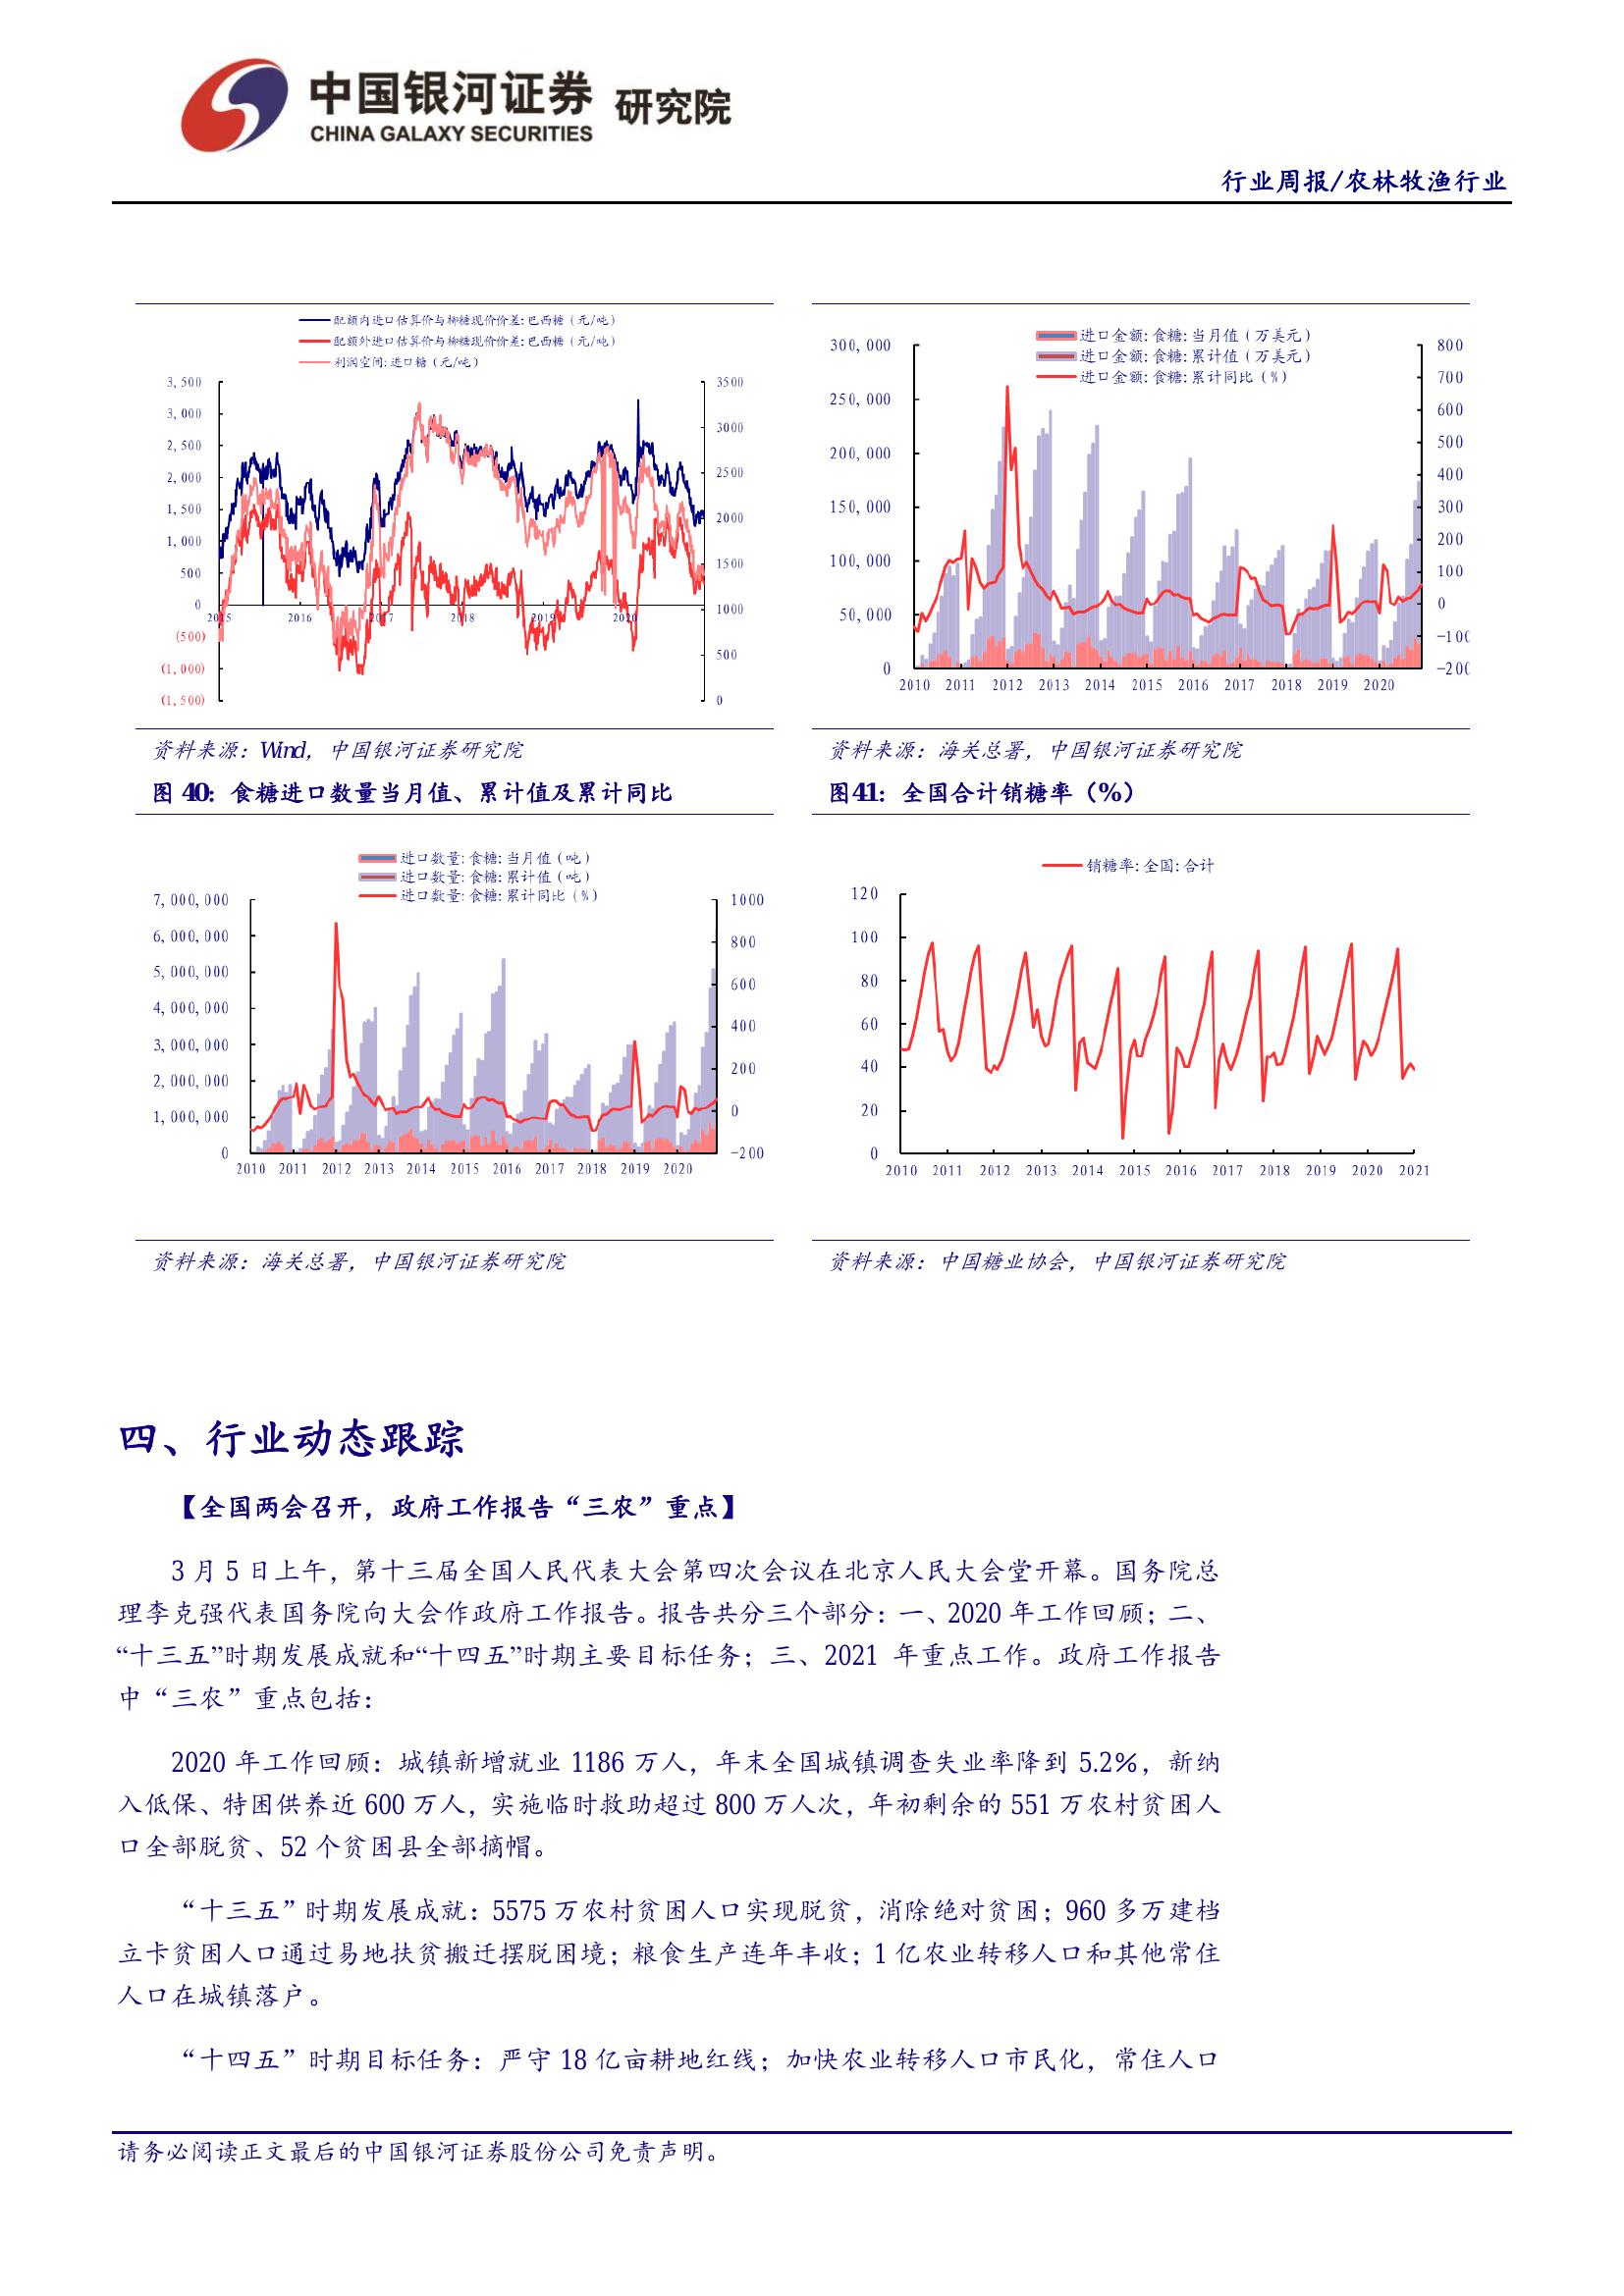 中国银河证券 研究院
CHINA GALAXY SECURITIES
行业周报/农林牧渔行业
配额内进口估算价与柳糖现价价差:巴西糖（元/吨）
配额外进口估算价与柳糖现价价差:巴西糖（元/吨）
利润空间:进口糖（元/吨）
3,500
3,000
2,500
2,000
1,500
1,000
500
0
(500)
(1,000)
(1,500)
3500
3000
2500
2000
1500
1000
500
0
2015 2016 2017 2018 2019 2020
进口金额:食糖:当月值（万美元）
进口金额:食糖:累计值（万美元）
进口金额:食糖:累计同比（%）
300,000
250,000
200,000
150,000
100,000
50,000
0
800
700
600
500
400
300
200
100
0
-100
-200
2010 2011 2012 2013 2014 2015 2016 2017 2018 2019 2020
资料来源：Wind，中国银河证券研究院
资料来源：海关总署，中国银河证券研究院
图 40：食糖进口数量当月值、累计值及累计同比
图41：全国合计销糖率（%）
进口数量:食糖:当月值（吨）
进口数量:食糖:累计值（吨）
进口数量:食糖:累计同比（%）
7,000,000
6,000,000
5,000,000
4,000,000
3,000,000
2,000,000
1,000,000
0
1000
800
600
400
200
0
-200
2010 2011 2012 2013 2014 2015 2016 2017 2018 2019 2020
销糖率:全国:合计
120
100
80
60
40
20
0
2010 2011 2012 2013 2014 2015 2016 2017 2018 2019 2020 2021
资料来源：海关总署，中国银河证券研究院
资料来源：中国糖业协会，中国银河证券研究院
四、行业动态跟踪
【全国两会召开，政府工作报告“三农”重点】
3 月 5 日上午，第十三届全国人民代表大会第四次会议在北京人民大会堂开幕。国务院总
理李克强代表国务院向大会作政府工作报告。报告共分三个部分：一、2020 年工作回顾；二、
“十三五”时期发展成就和“十四五”时期主要目标任务；三、2021 年重点工作。政府工作报告
中“三农”重点包括：
2020 年工作回顾：城镇新增就业 1186 万人，年末全国城镇调查失业率降到 5.2%，新纳
入低保、特困供养近 600 万人，实施临时救助超过 800 万人次，年初剩余的 551 万农村贫困人
口全部脱贫、52 个贫困县全部摘帽。
“十三五”时期发展成就：5575 万农村贫困人口实现脱贫，消除绝对贫困；960 多万建档
立卡贫困人口通过易地扶贫搬迁摆脱困境；粮食生产连年丰收；1 亿农业转移人口和其他常住
人口在城镇落户。
“十四五”时期目标任务：严守 18 亿亩耕地红线；加快农业转移人口市民化，常住人口
请务必阅读正文最后的中国银河证券股份公司免责声明。